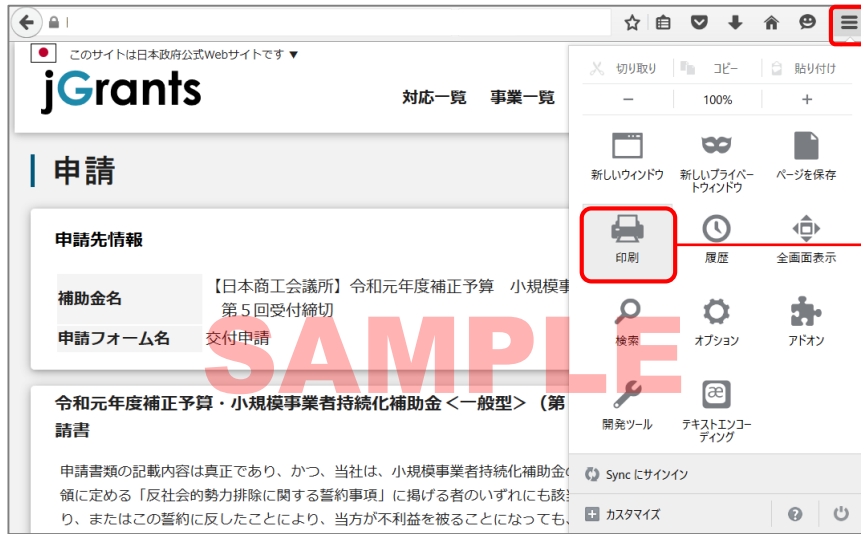 このサイトは日本政府公式Webサイトです ▼
jGrants
対応一覧 事業一覧
申請
申請先情報
補助金名 【日本商工会議所】令和元年度補正予算 小規模事
第5回受付締切
申請フォーム名 交付申請
SAMPLE
令和元年度補正予算・小規模事業者持続化補助金<一般型>(第
請書
申請書類の記載内容は真正であり、かつ、当社は、小規模事業者持続化補助金の
領に定める「反社会的勢力排除に関する誓約事項」に掲げる者のいずれにも該当
り、またはこの誓約に反したことにより、当方が不利益を被ることになっても、
切り取り コピー 貼り付け
− 100% +
新しいウィンドウ 新しいプライベー ページを保存
トウィンドウ
印刷 履歴 全画面表示
検索 オプション アドオン
開発ツール テキストエンコー
ディング
Sync にサインイン
カスタマイズ